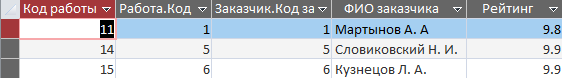 Код работы Работа.Код Заказчик.Код за ФИО заказчика Рейтинг
11 1 1 Мартынов А. А 9.8
14 5 5 Словиковский Н. И. 9.9
15 6 6 Кузнецов Л. А. 9.9